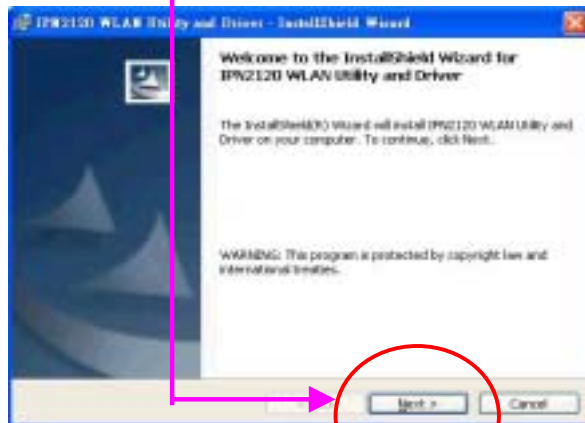 IPN2120 WLAN Utility and Driver - InstallShield Wizard
Welcome to the InstallShield Wizard for
IPN2120 WLAN Utility and Driver
The InstallShield(R) Wizard will install IPN2120 WLAN Utility and
Driver on your computer. To continue, click Next.
WARNING: This program is protected by copyright law and
international treaties.
Next >
Cancel